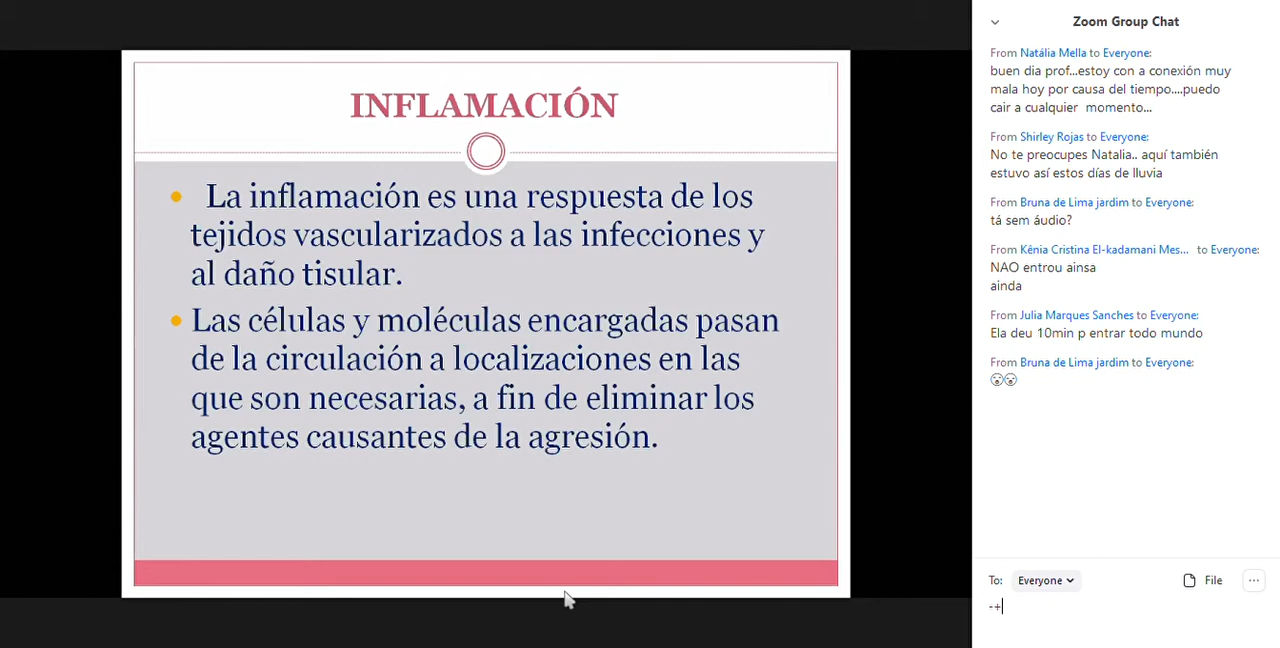 INFLAMACIÓN
La inflamación es una respuesta de los
tejidos vascularizados a las infecciones y
al daño tisular.
Las células y moléculas encargadas pasan
de la circulación a localizaciones en las
que son necesarias, a fin de eliminar los
agentes causantes de la agresión.
Zoom Group Chat
From Natália Mella to Everyone:
buen dia prof...estoy con a conexión muy
mala hoy por causa del tiempo....puedo
cair a cualquier momento...
From Shirley Rojas to Everyone:
No te preocupes Natalia.. aquí también
estuvo así estos días de lluvia
From Bruna de Lima jardim to Everyone:
tá sem áudio?
From Kênia Cristina El-kadamani Mes... to Everyone:
NAO entrou ainsa
ainda
From Julia Marques Sanches to Everyone:
Ela deu 10min p entrar todo mundo
From Bruna de Lima jardim to Everyone:
😮😮
To: Everyone File ...
-+